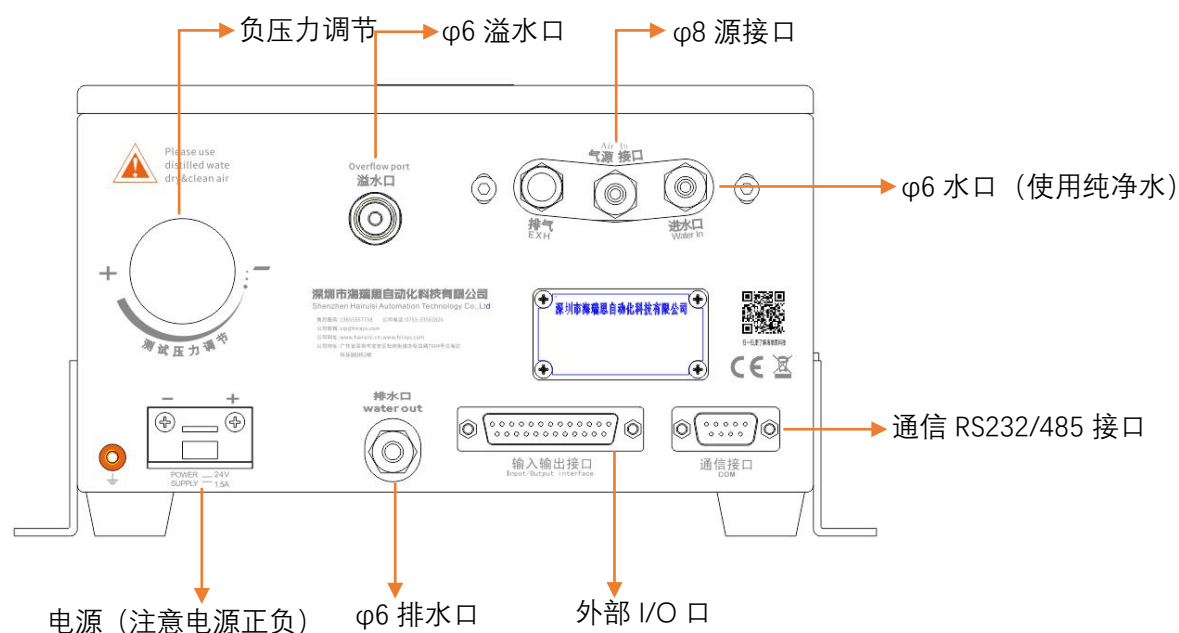 负压力调节
φ6 溢水口
φ8 源接口
Please use
distilled wate
dry&clean air
Overflow port
溢水口
Air In
气源 接口
φ6 水口（使用纯净水）
排气
EXH
进水口
Water In
+
-
测试压力调节
深圳市海瑞思自动化科技有限公司
Shenzhen Hairuisi Automation Technology Co.,Ltd
深圳市海瑞思自动化科技有限公司
CE
- +
POWER SUPPLY 24V 1.5A
排水口
water out
输入输出接口
通信接口
COM
通信 RS232/485 接口
电源（注意电源正负）
φ6 排水口
外部 I/O 口